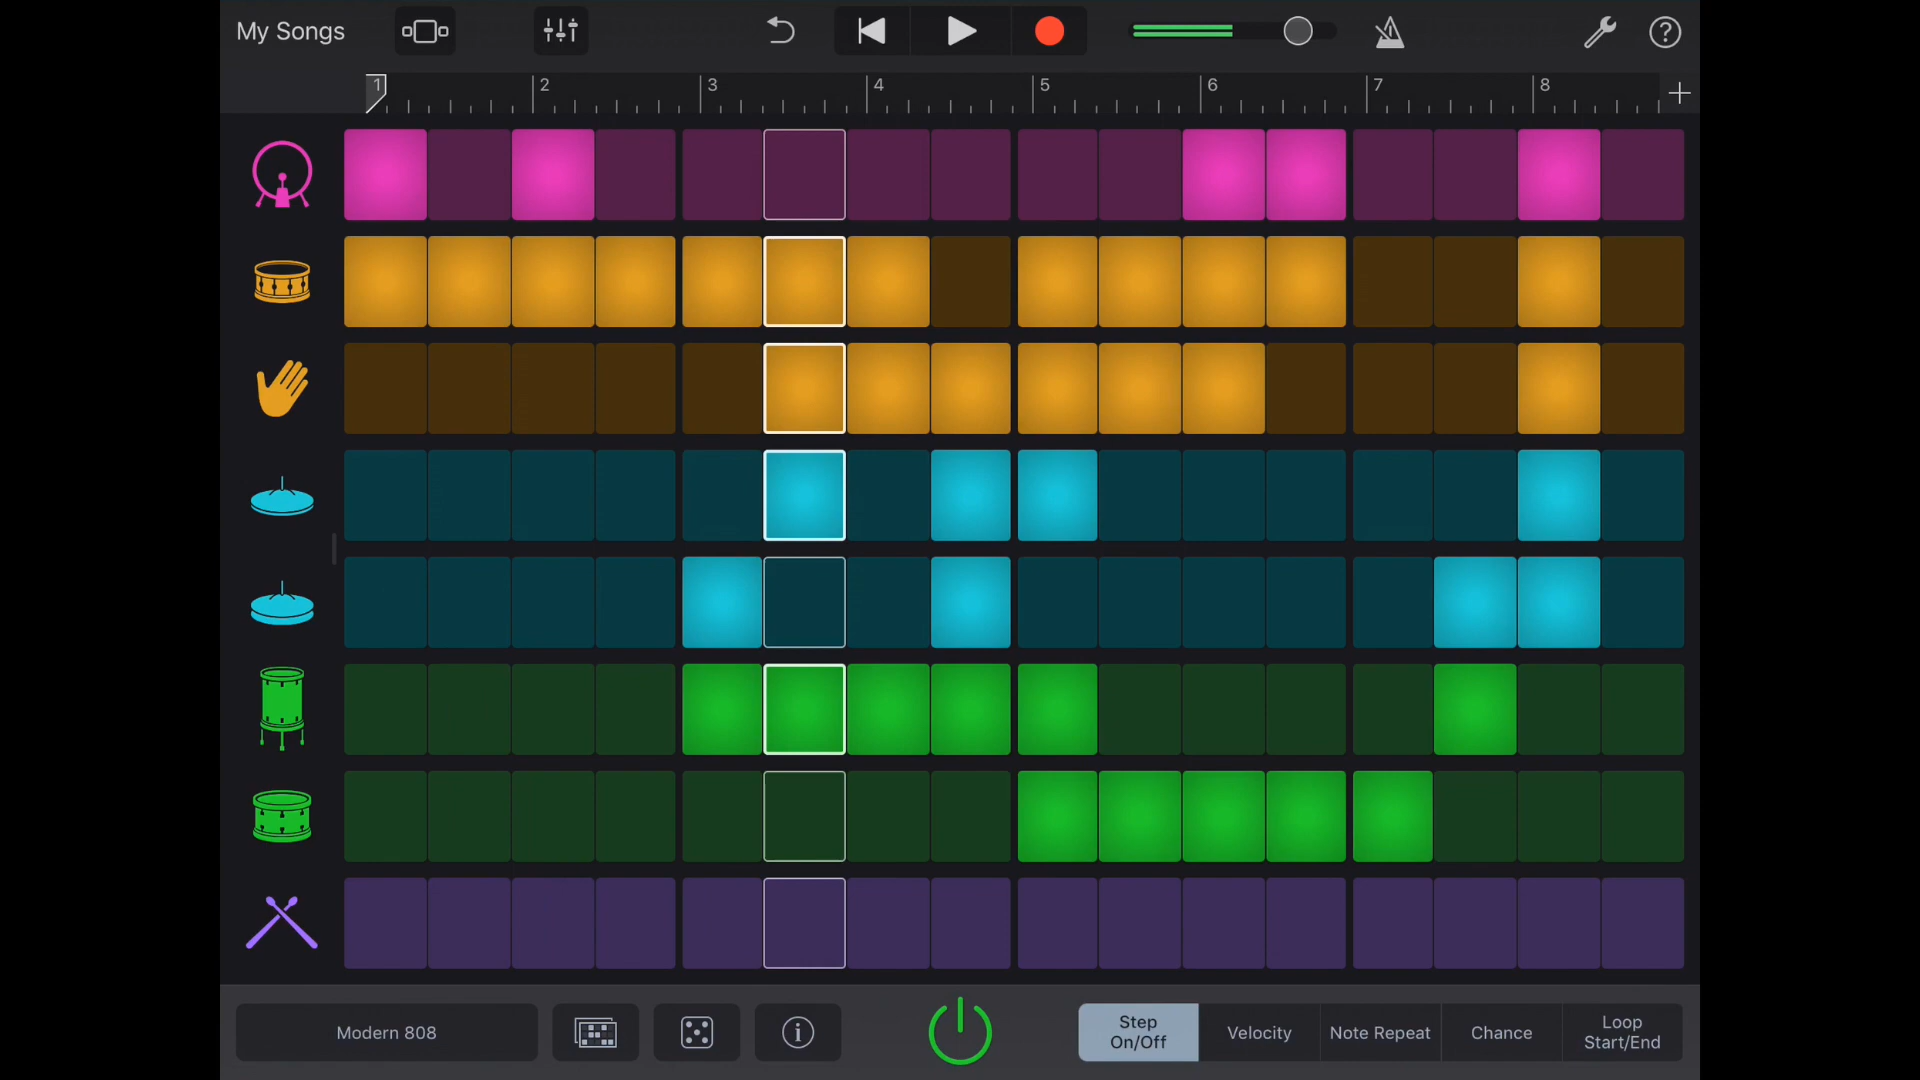 My Songs
1 2 3 4 5 6 7 8
Modern 808
Step
On/Off
Velocity
Note Repeat
Chance
Loop
Start/End